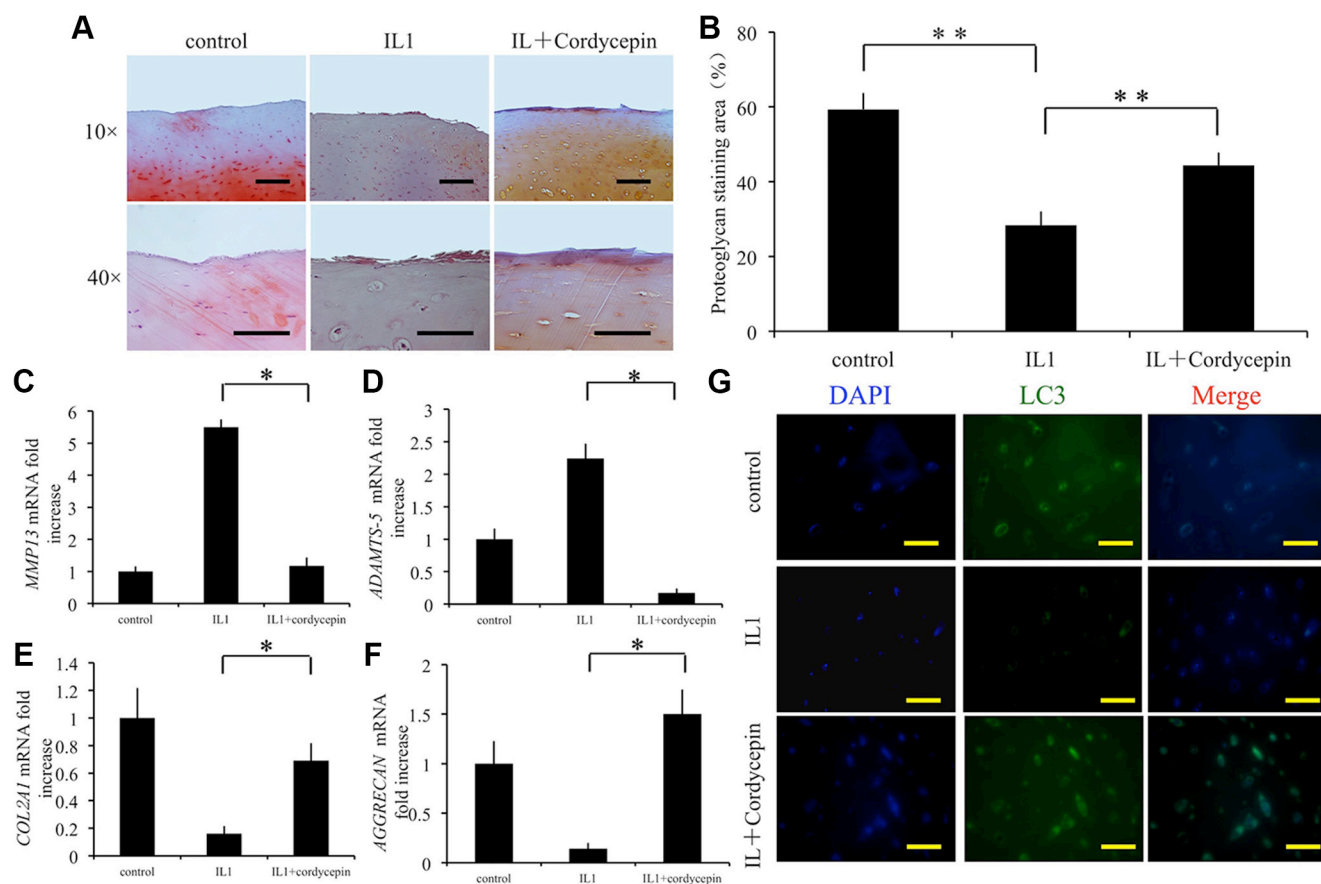 A
control IL1 IL＋Cordycepin
10×
40×
B
Proteoglycan staining area（%）
80
60
40
20
0
* *
* *
control IL1 IL＋Cordycepin
C
MMP13 mRNA fold
increase
6
5
4
3
2
1
0
*
control IL1 IL1+cordycepin
D
ADAMTS-5 mRNA fold
increase
3
2.5
2
1.5
1
0.5
0
*
control IL1 IL1+cordycepin
E
COL2A1 mRNA fold
increase
1.4
1.2
1
0.8
0.6
0.4
0.2
0
*
control IL1 IL1+cordycepin
F
AGGRECAN mRNA
fold increase
2
1.5
1
0.5
0
*
control IL1 IL1+cordycepin
G
DAPI LC3 Merge
control
IL1
IL＋Cordycepin